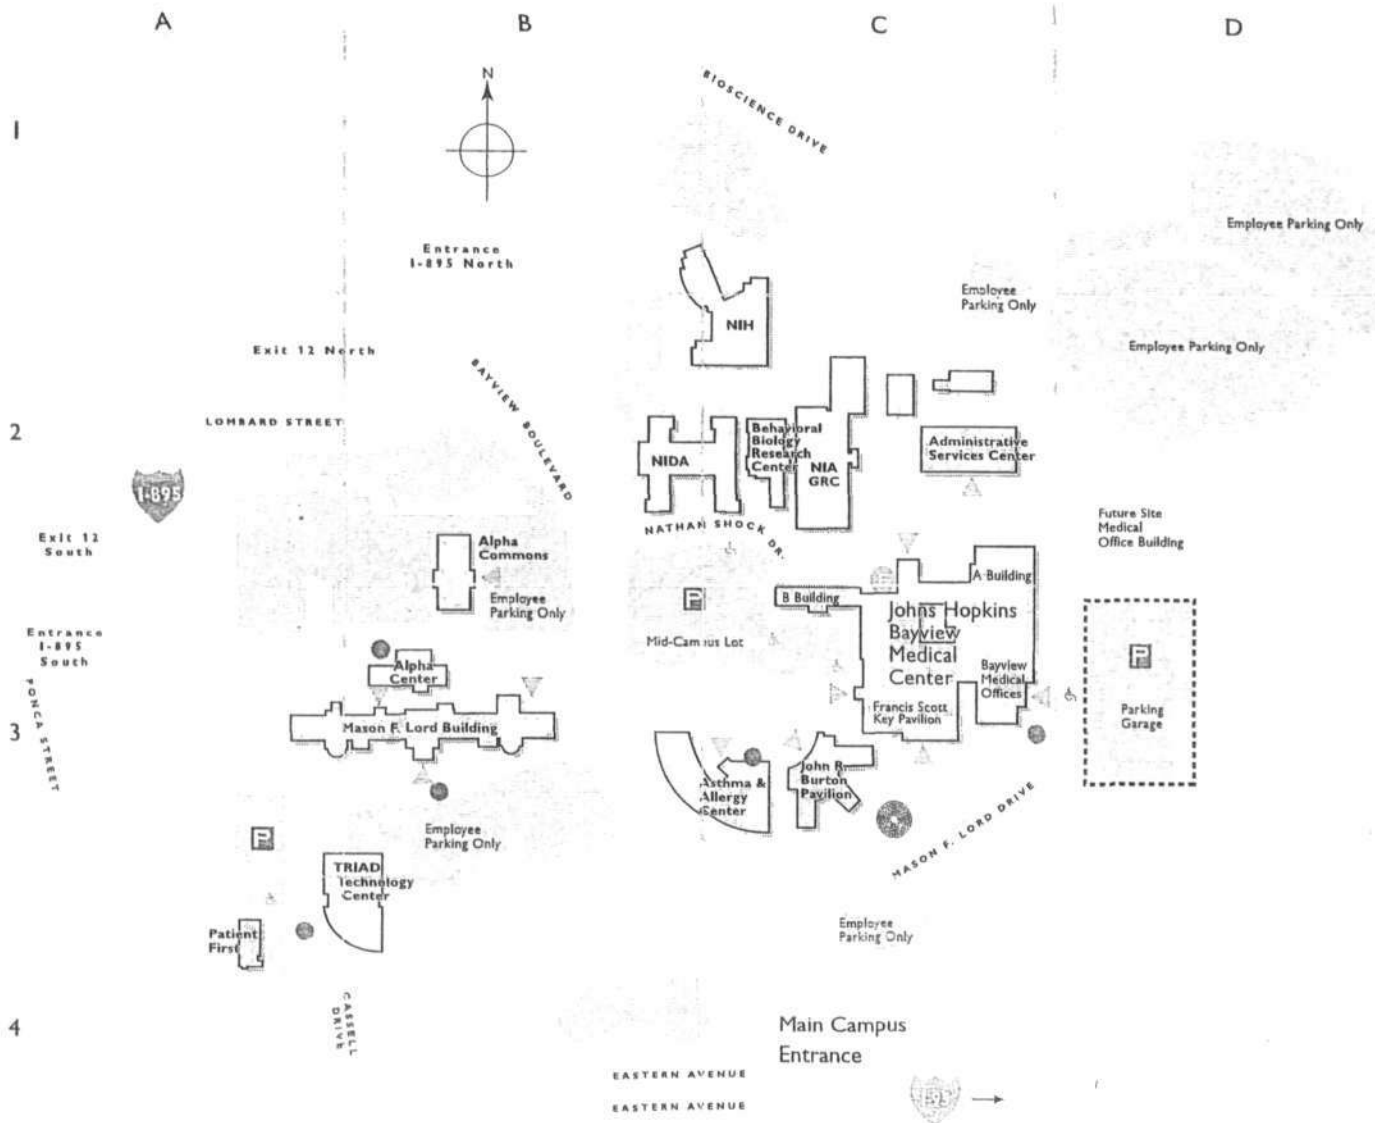 A
B
C
D
N
BIOSCIENCE DRIVE
1
Employee Parking Only
Entrance
I-895 North
Employee
Parking Only
NIH
Exit 12 North
Employee Parking Only
BAYVIEW BOULEVARD
LOMBARD STREET
2
Behavioral
Biology
Research
Center
NIDA
NIA
GRC
Administrative
Services Center
I-895
NATHAN SHOCK DR.
Future Site
Medical
Office Building
Exit 12
South
Alpha
Commons
A Building
Employee
Parking Only
P
B Building
Johns Hopkins
Bayview
Medical
Center
Entrance
I-895
South
Mid-Campus Lot
P
Alpha
Center
Bayview
Medical
Offices
PONCA STREET
Francis Scott
Key Pavilion
Parking
Garage
3
Mason F. Lord Building
Asthma &
Allergy
Center
John R.
Burton
Pavilion
MASON F. LORD DRIVE
Employee
Parking Only
P
TRIAD
Technology
Center
Patient
First
Employee
Parking Only
CASSELL
DRIVE
4
Main Campus
Entrance
EASTERN AVENUE
EASTERN AVENUE